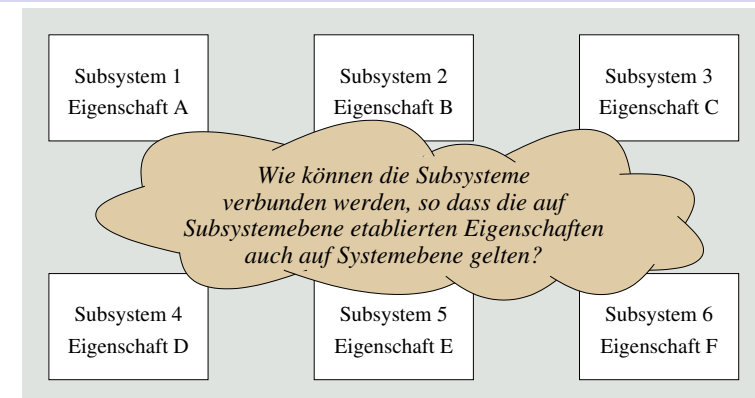 Subsystem 1
Eigenschaft A
Subsystem 2
Eigenschaft B
Subsystem 3
Eigenschaft C
Wie können die Subsysteme
verbunden werden, so dass die auf
Subsystemebene etablierten Eigenschaften
auch auf Systemebene gelten?
Subsystem 4
Eigenschaft D
Subsystem 5
Eigenschaft E
Subsystem 6
Eigenschaft F